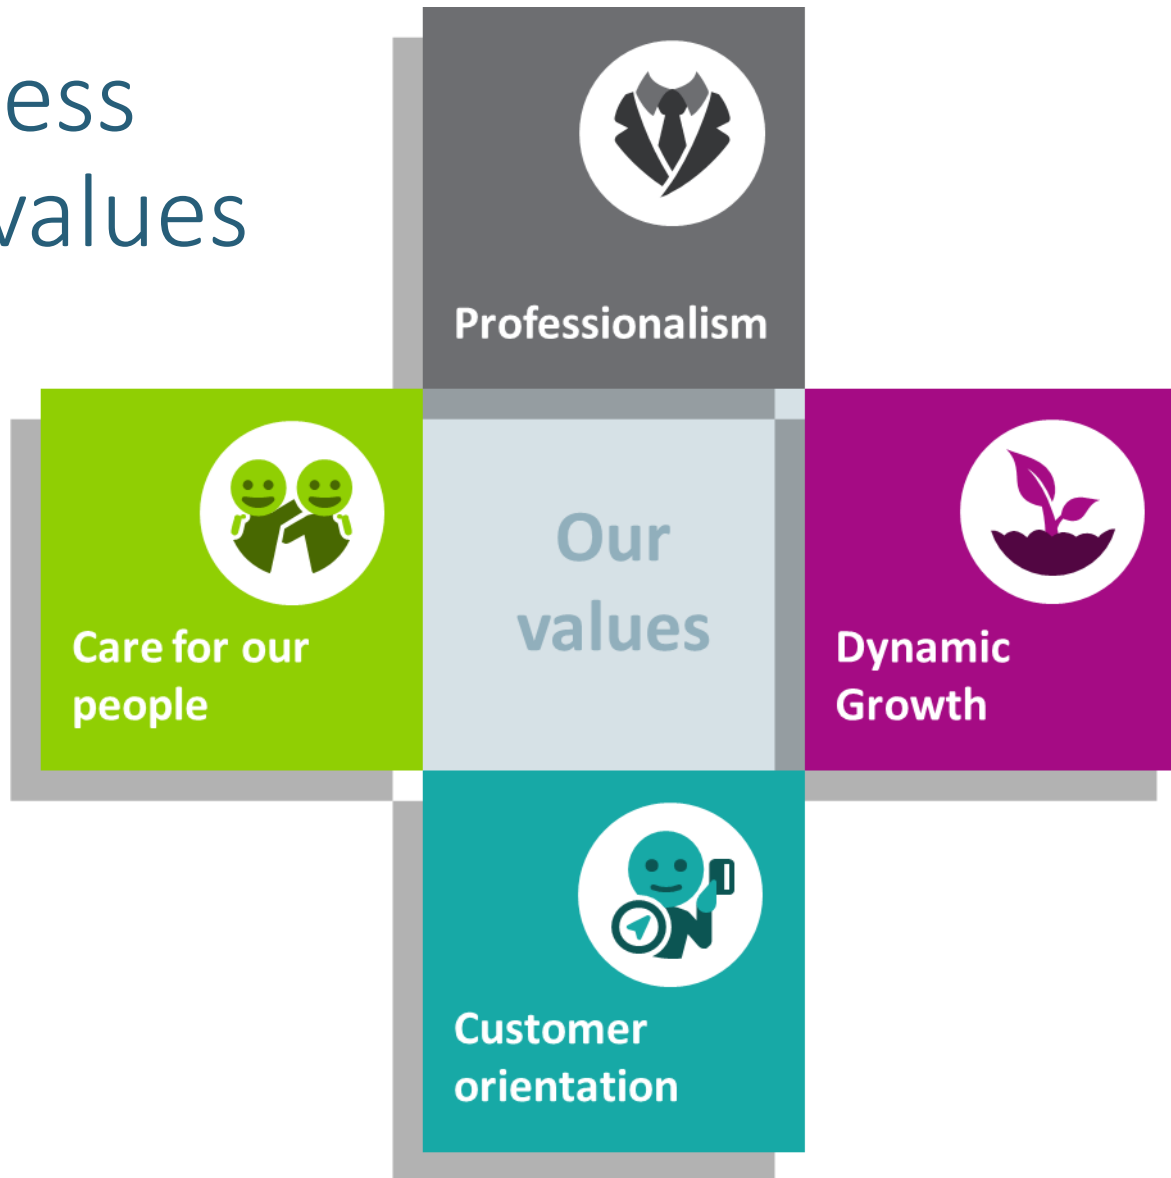 ess
values
Professionalism
Care for our
people
Our
values
Dynamic
Growth
Customer
orientation